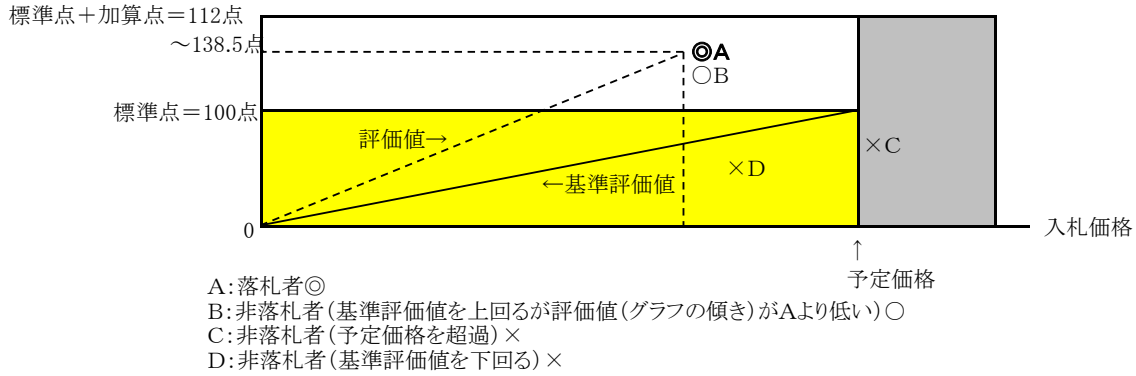 標準点＋加算点＝112点
～138.5点
◎A
○B
標準点＝100点
評価値→
×C
×D
←基準評価値
0
入札価格
↑
予定価格
A：落札者◎
B：非落札者（基準評価値を上回るが評価値（グラフの傾き）がAより低い）○
C：非落札者（予定価格を超過）×
D：非落札者（基準評価値を下回る）×